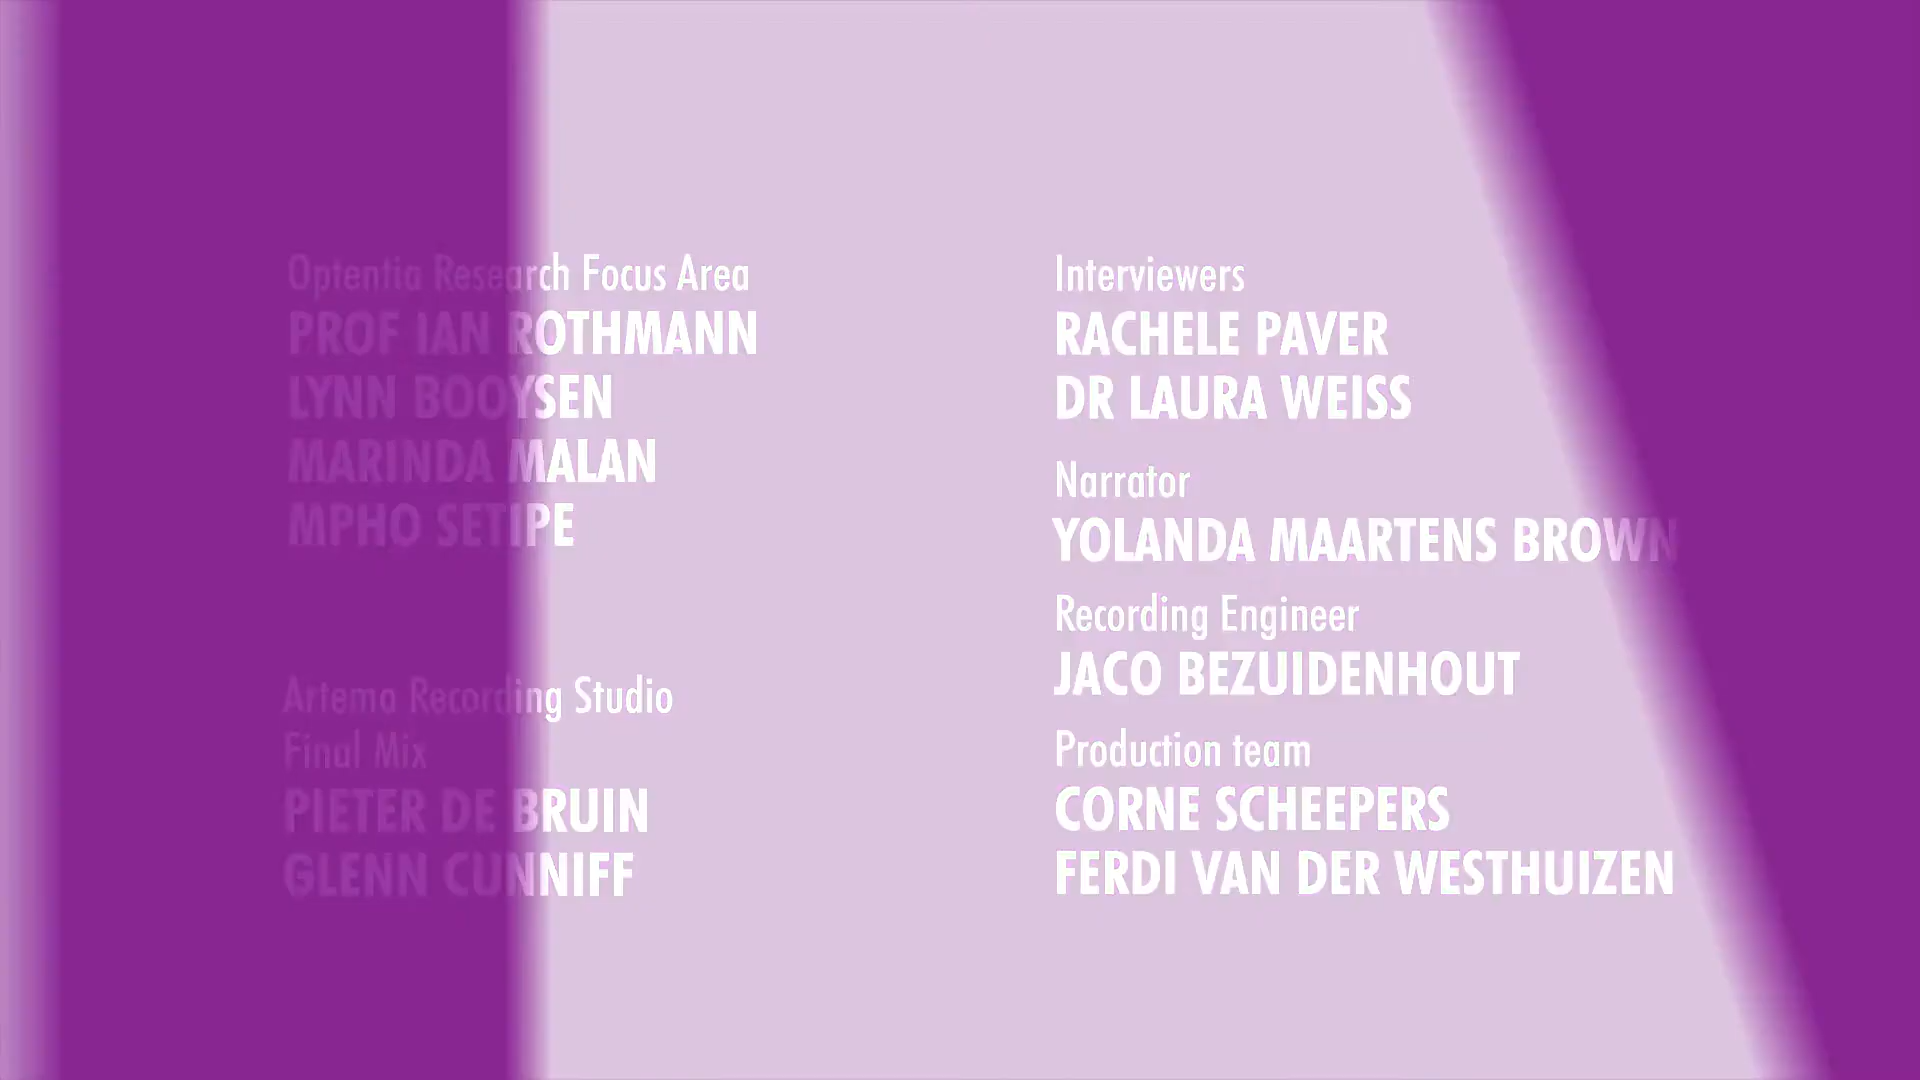 Optentia Research Focus Area
PROF IAN ROTHMANN
LYNN BOOYSEN
MARINDA MALAN
MPHO SETIPE
Artema Recording Studio
Final Mix
PIETER DE BRUIN
GLENN CUNNIFF
Interviewers
RACHELE PAVER
DR LAURA WEISS
Narrator
YOLANDA MAARTENS BROWN
Recording Engineer
JACO BEZUIDENHOUT
Production team
CORNE SCHEEPERS
FERDI VAN DER WESTHUIZEN